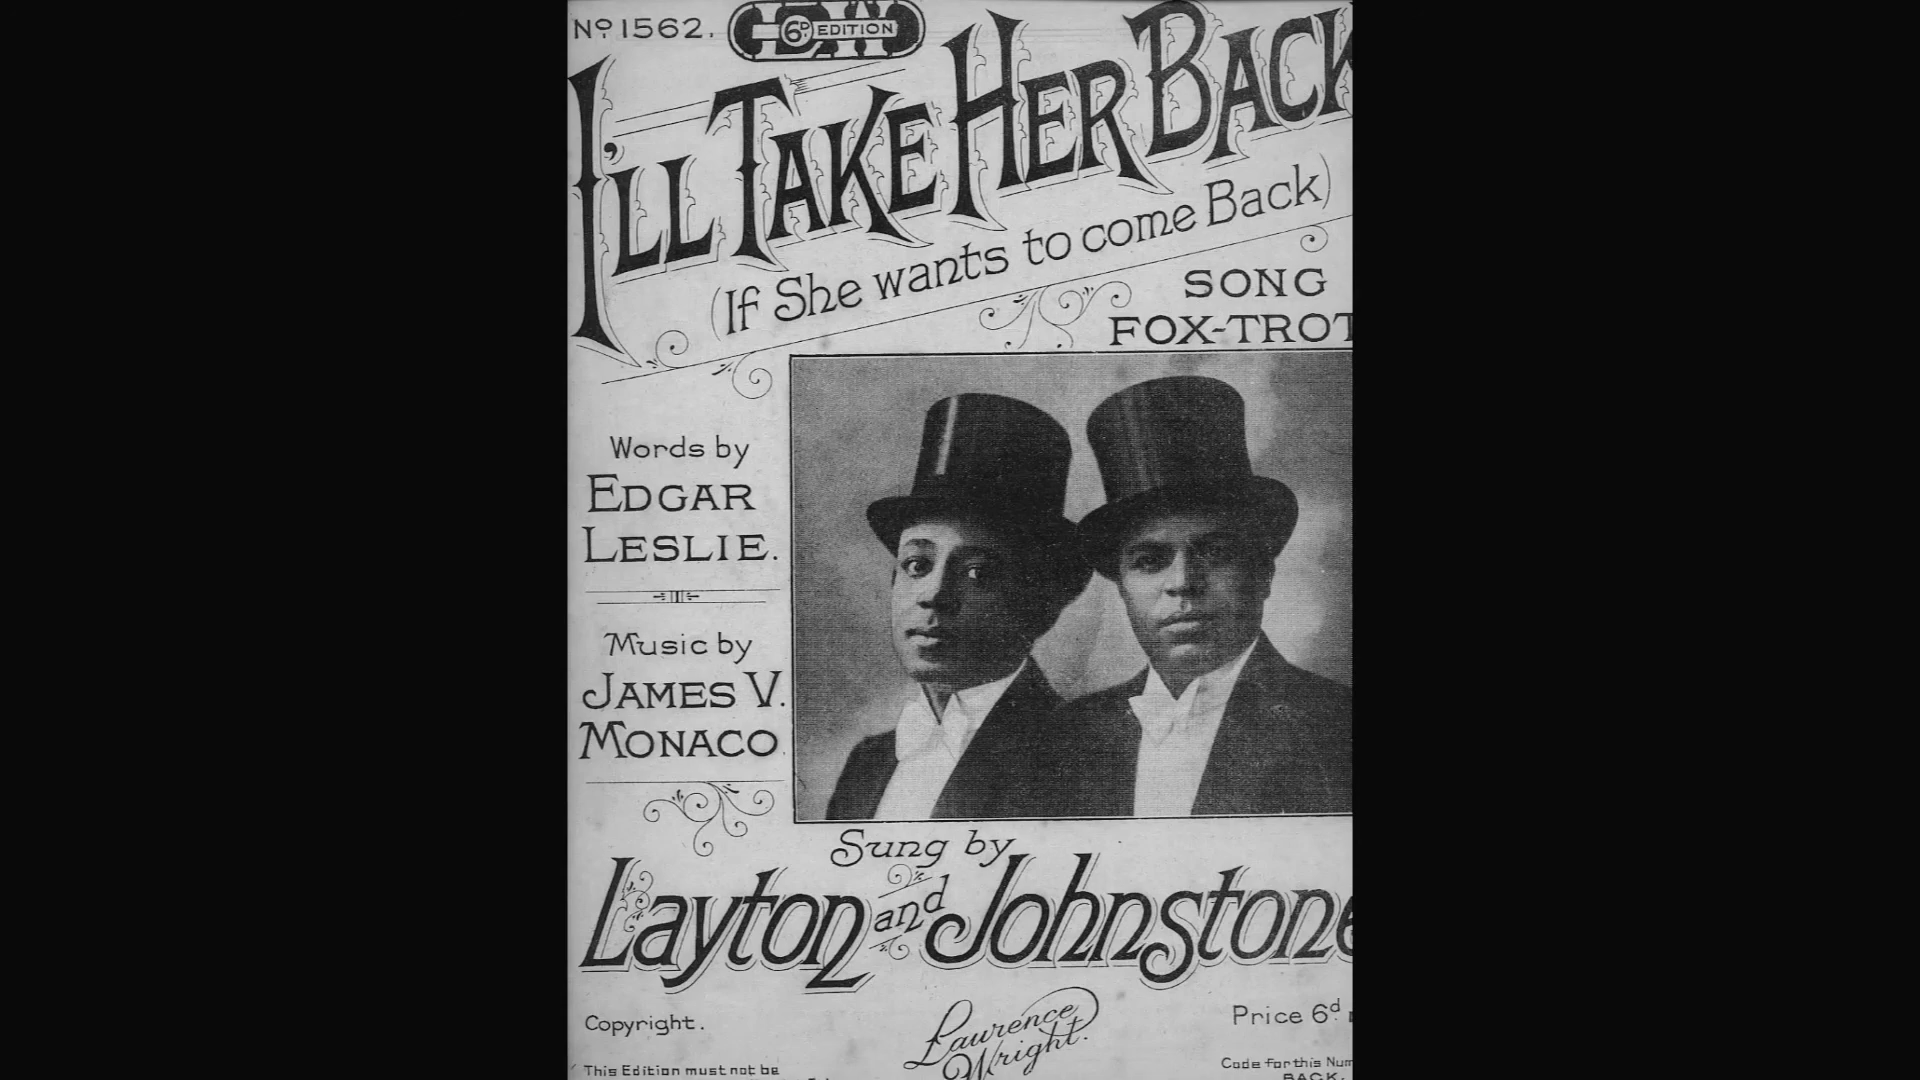 No. 1562.
6D. EDITION
I'LL TAKE HER BACK
(If She wants to come Back)
SONG
FOX-TROT
Words by
EDGAR
LESLIE.
Music by
JAMES V.
MONACO.
Sung by
Layton and Johnstone
Copyright.
Lawrence
Wright.
Price 6d.
This Edition must not be
Code for this Num
BACK.